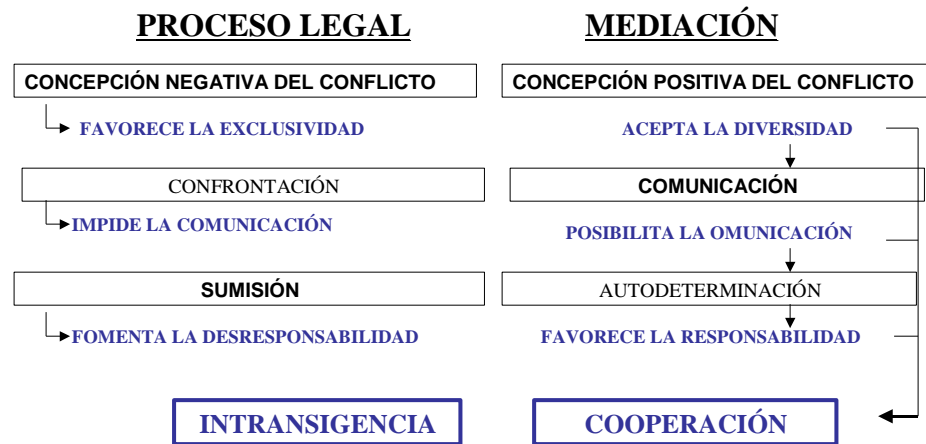 PROCESO LEGAL
MEDIACIÓN
CONCEPCIÓN NEGATIVA DEL CONFLICTO
CONCEPCIÓN POSITIVA DEL CONFLICTO
FAVORECE LA EXCLUSIVIDAD
ACEPTA LA DIVERSIDAD
CONFRONTACIÓN
COMUNICACIÓN
IMPIDE LA COMUNICACIÓN
POSIBILITA LA OMUNICACIÓN
SUMISIÓN
AUTODETERMINACIÓN
FOMENTA LA DESRESPONSABILIDAD
FAVORECE LA RESPONSABILIDAD
INTRANSIGENCIA
COOPERACIÓN